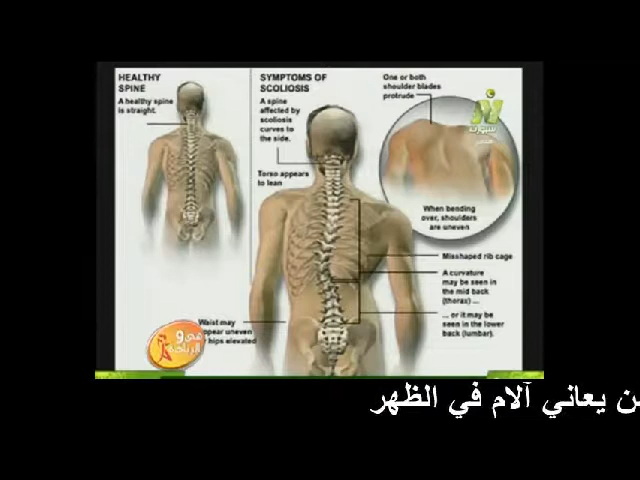 HEALTHY
SPINE
A healthy spine
is straight.
SYMPTOMS OF
SCOLIOSIS
A spine
affected by
scoliosis
curves to
the side.
Torso appears
to lean
One or both
shoulder blades
protrude
When bending
over, shoulders
are uneven
Misshaped rib cage
A curvature
may be seen in
the mid back
(thorax) ...
... or it may be
seen in the lower
back (lumbar).
Waist may
appear uneven
hips elevated
يعاني آلام في الظهر